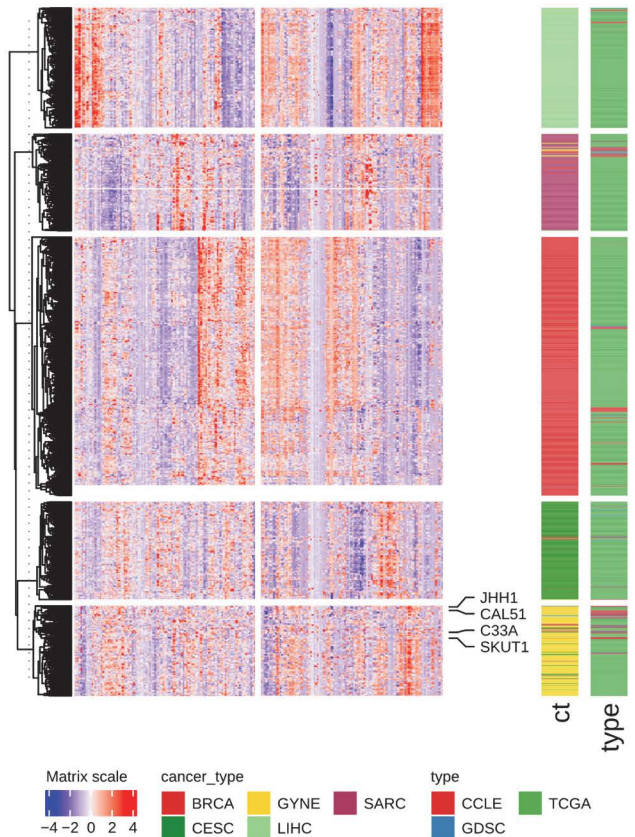 JHH1
CAL51
C33A
SKUT1
ct
type
Matrix scale
−4 −2 0 2 4
cancer_type
BRCA GYNE SARC
CESC LIHC
type
CCLE TCGA
GDSC